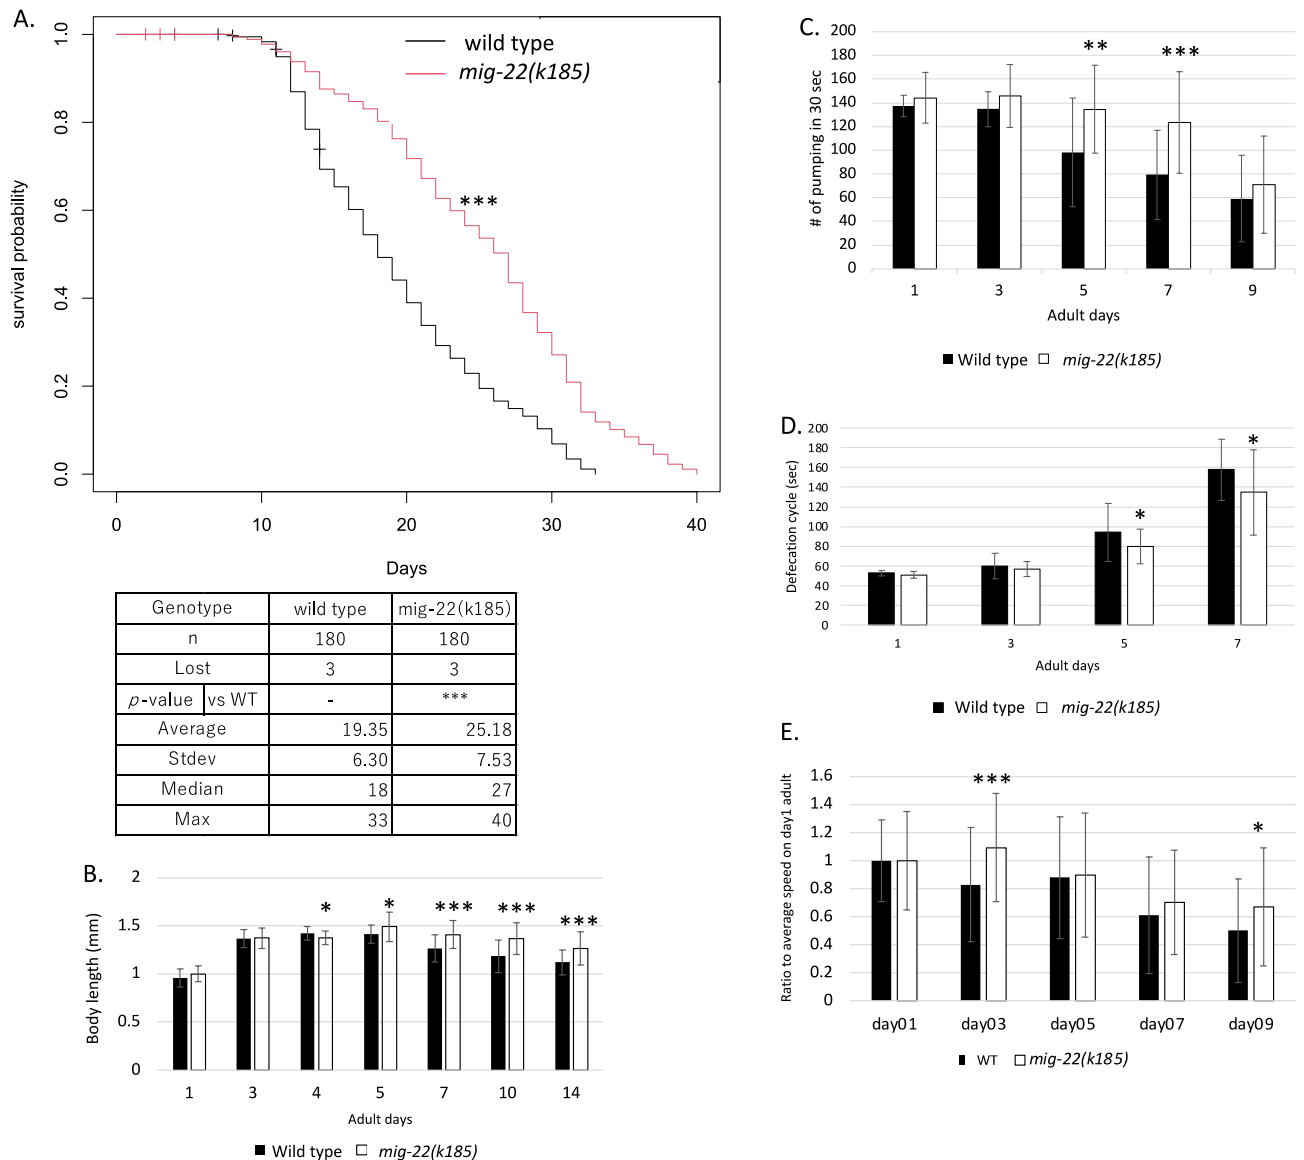 A.
1.0
0.8
0.6
0.4
0.2
0.0
survival probability
wild type
mig-22(k185)
***
0 10 20 30 40
Days
Genotype wild type mig-22(k185)
n 180 180
Lost 3 3
p-value vs WT - ***
Average 19.35 25.18
Stdev 6.30 7.53
Median 18 27
Max 33 40
B.
2
1.5
1
0.5
0
Body length (mm)
* * *** *** ***
1 3 4 5 7 10 14
Adult days
Wild type mig-22(k185)
C.
200
180
160
140
120
100
80
60
40
20
0
# of pumping in 30 sec
** ***
1 3 5 7 9
Adult days
Wild type mig-22(k185)
D.
200
180
160
140
120
100
80
60
40
20
0
Defecation cycle (sec)
* *
1 3 5 7
Adult days
Wild type mig-22(k185)
E.
1.6
1.4
1.2
1
0.8
0.6
0.4
0.2
0
Ratio to average speed on day1 adult
*** *
day01 day03 day05 day07 day09
WT mig-22(k185)